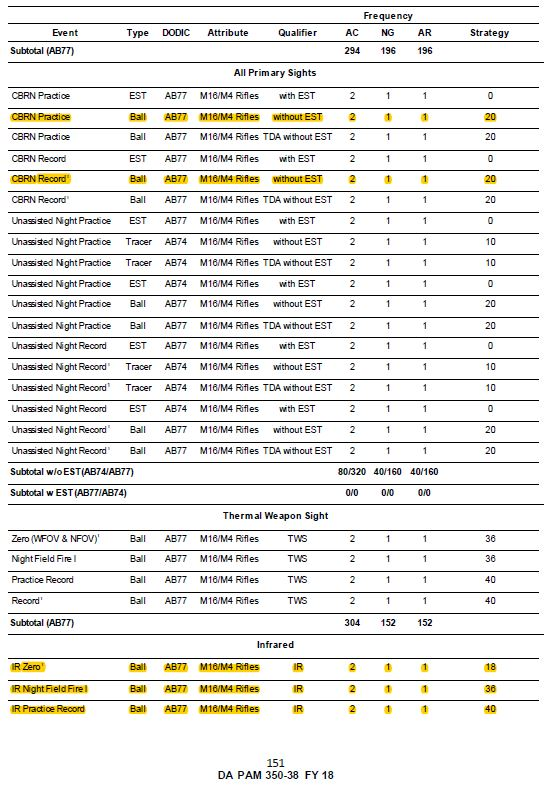 Frequency
Event Type DODIC Attribute Qualifier AC NG AR Strategy
Subtotal (AB77) 294 196 196
All Primary Sights
CBRN Practice EST AB77 M16/M4 Rifles with EST 2 1 1 0
CBRN Practice Ball AB77 M16/M4 Rifles without EST 2 1 1 20
CBRN Practice Ball AB77 M16/M4 Rifles TDA without EST 2 1 1 20
CBRN Record EST AB77 M16/M4 Rifles with EST 2 1 1 0
CBRN Record¹ Ball AB77 M16/M4 Rifles without EST 2 1 1 20
CBRN Record¹ Ball AB77 M16/M4 Rifles TDA without EST 2 1 1 20
Unassisted Night Practice EST AB77 M16/M4 Rifles with EST 2 1 1 0
Unassisted Night Practice Tracer AB74 M16/M4 Rifles without EST 2 1 1 10
Unassisted Night Practice Tracer AB74 M16/M4 Rifles TDA without EST 2 1 1 10
Unassisted Night Practice EST AB74 M16/M4 Rifles with EST 2 1 1 0
Unassisted Night Practice Ball AB77 M16/M4 Rifles without EST 2 1 1 20
Unassisted Night Practice Ball AB77 M16/M4 Rifles TDA without EST 2 1 1 20
Unassisted Night Record EST AB77 M16/M4 Rifles with EST 2 1 1 0
Unassisted Night Record¹ Tracer AB74 M16/M4 Rifles without EST 2 1 1 10
Unassisted Night Record¹ Tracer AB74 M16/M4 Rifles TDA without EST 2 1 1 10
Unassisted Night Record EST AB74 M16/M4 Rifles with EST 2 1 1 0
Unassisted Night Record¹ Ball AB77 M16/M4 Rifles without EST 2 1 1 20
Unassisted Night Record¹ Ball AB77 M16/M4 Rifles TDA without EST 2 1 1 20
Subtotal w/o EST(AB74/AB77) 80/320 40/160 40/160
Subtotal w EST(AB77/AB74) 0/0 0/0 0/0
Thermal Weapon Sight
Zero (WFOV & NFOV)¹ Ball AB77 M16/M4 Rifles TWS 2 1 1 36
Night Field Fire I Ball AB77 M16/M4 Rifles TWS 2 1 1 36
Practice Record Ball AB77 M16/M4 Rifles TWS 2 1 1 40
Record¹ Ball AB77 M16/M4 Rifles TWS 2 1 1 40
Subtotal (AB77) 304 152 152
Infrared
IR Zero¹ Ball AB77 M16/M4 Rifles IR 2 1 1 18
IR Night Field Fire I Ball AB77 M16/M4 Rifles IR 2 1 1 36
IR Practice Record Ball AB77 M16/M4 Rifles IR 2 1 1 40
151
DA PAM 350-38 FY 18